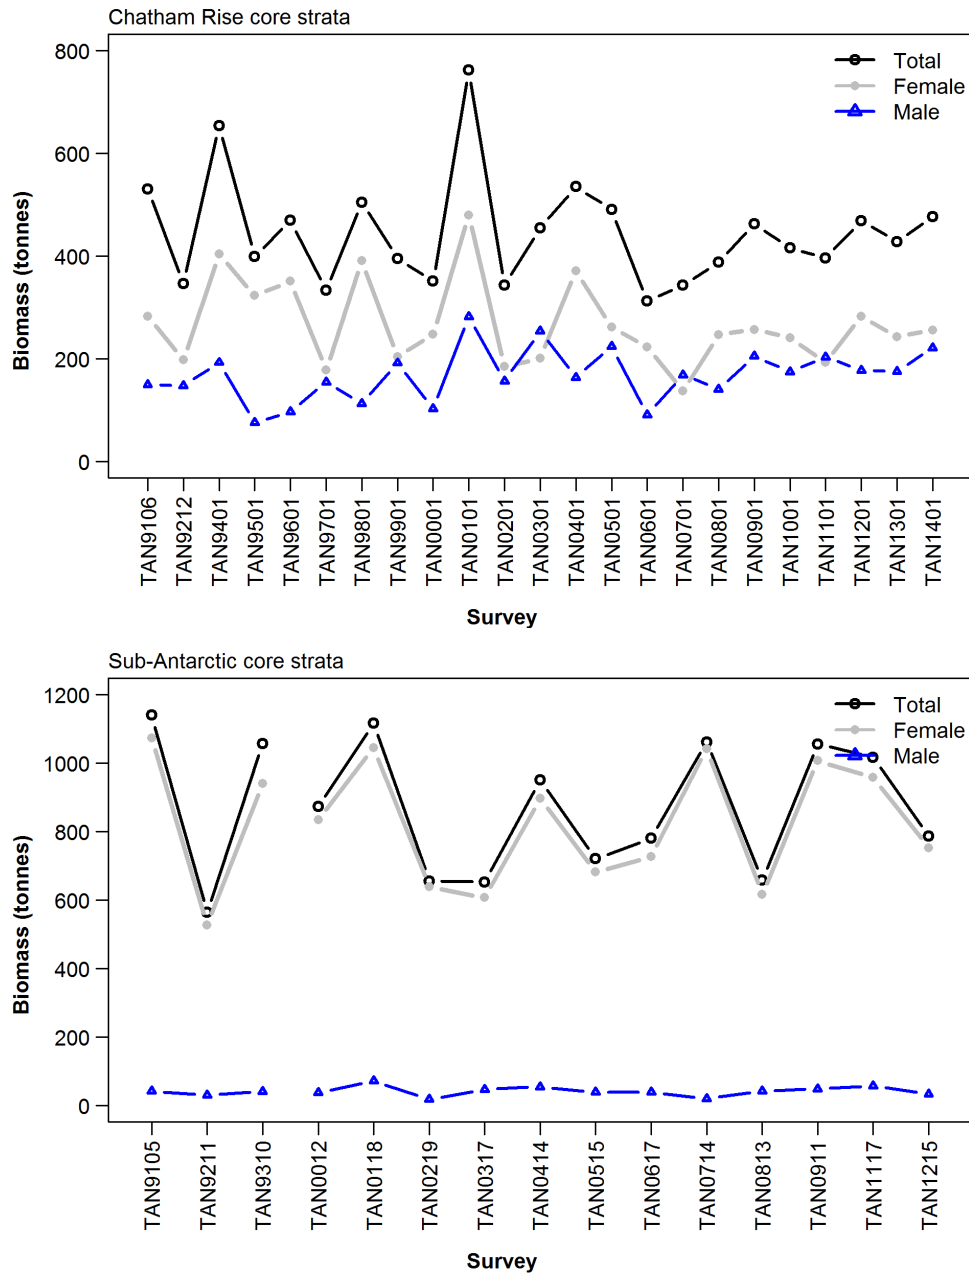 Chatham Rise core strata
Total
Female
Male
800
600
400
200
0
Biomass (tonnes)
TAN9106
TAN9212
TAN9401
TAN9501
TAN9601
TAN9701
TAN9801
TAN9901
TAN0001
TAN0101
TAN0201
TAN0301
TAN0401
TAN0501
TAN0601
TAN0701
TAN0801
TAN0901
TAN1001
TAN1101
TAN1201
TAN1301
TAN1401
Survey
Sub-Antarctic core strata
Total
Female
Male
1200
1000
800
600
400
200
0
Biomass (tonnes)
TAN9105
TAN9211
TAN9310
TAN0012
TAN0118
TAN0219
TAN0317
TAN0414
TAN0515
TAN0617
TAN0714
TAN0813
TAN0911
TAN1117
TAN1215
Survey